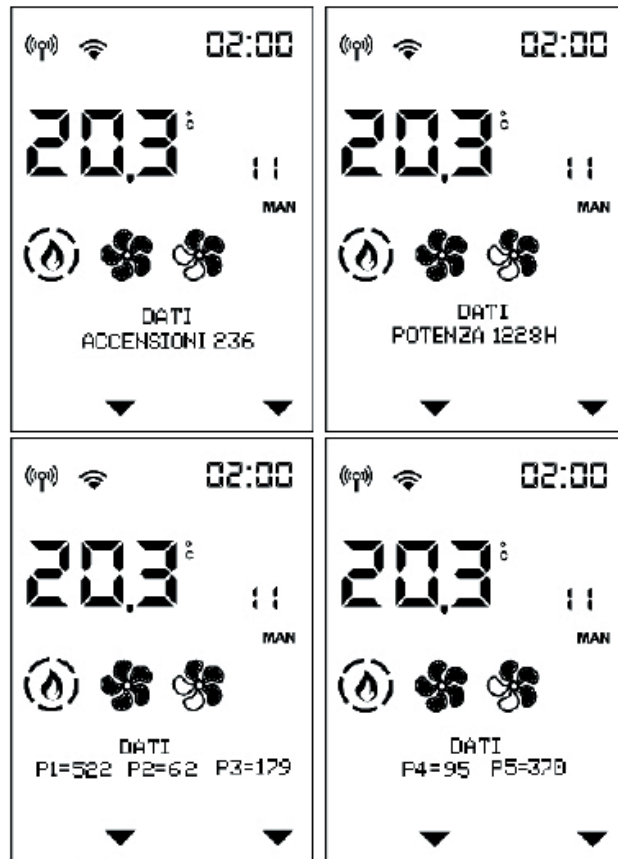 02:00
20,3 °C
11
MAN
DATI
ACCENSIONI 236
02:00
20,3 °C
11
MAN
DATI
POTENZA 1228H
02:00
20,3 °C
11
MAN
DATI
P1=522 P2=62 P3=179
02:00
20,3 °C
11
MAN
DATI
P4=95 P5=370